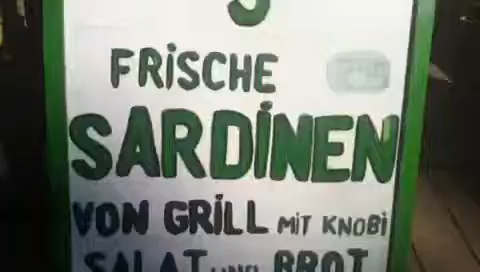 FRISCHE
SARDINEN
VON GRILL MIT KNOBI
SALAT UND BROT